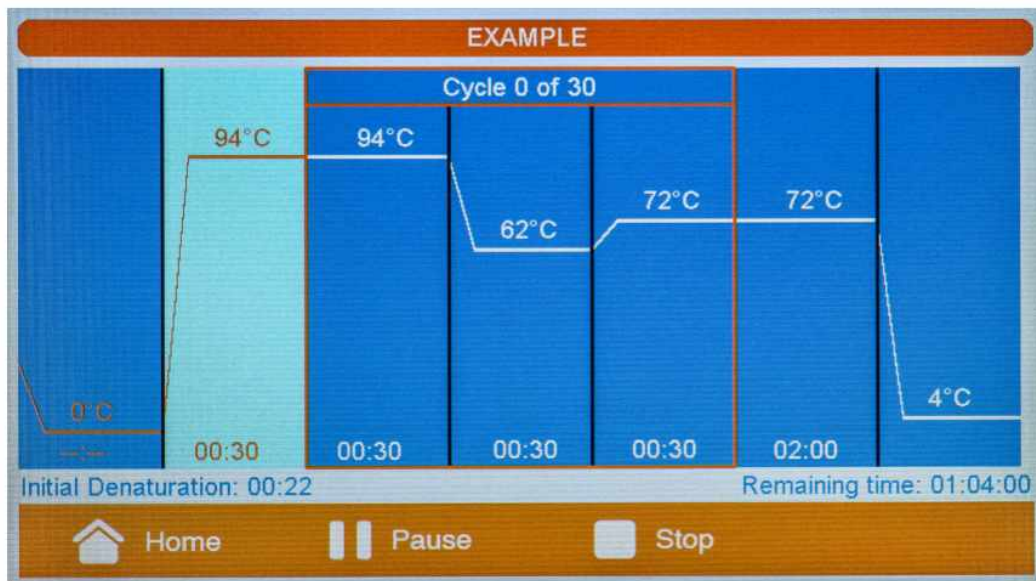 EXAMPLE
Cycle 0 of 30
94°C
94°C
62°C
72°C
72°C
0°C
4°C
--:--
00:30
00:30
00:30
00:30
02:00
Initial Denaturation: 00:22
Remaining time: 01:04:00
Home
Pause
Stop